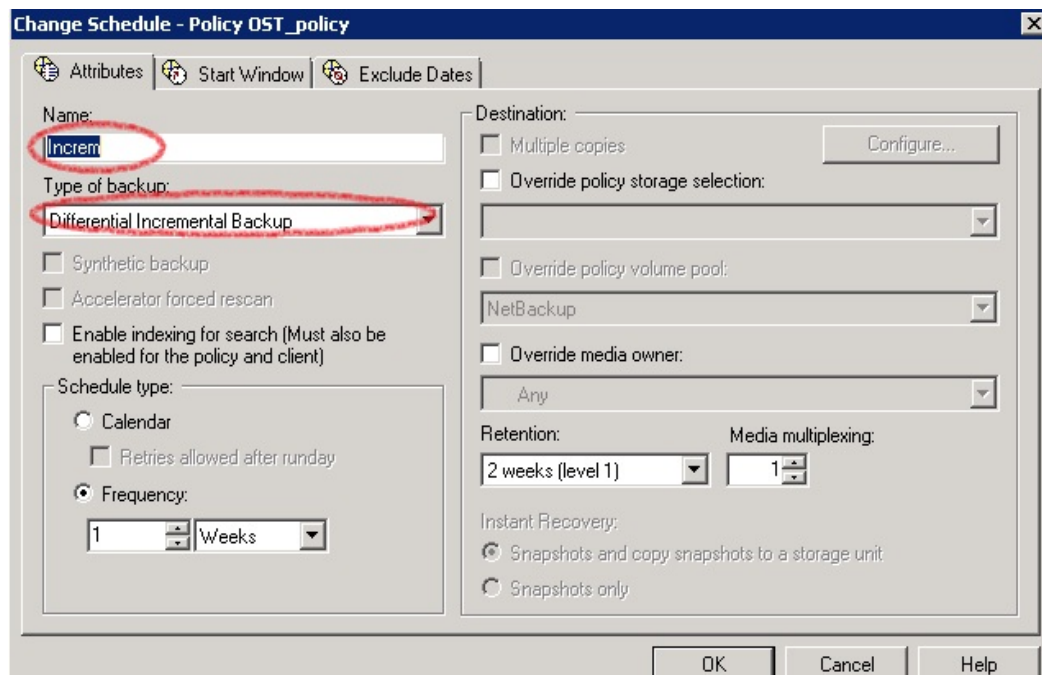 Change Schedule - Policy OST_policy
Attributes
Start Window
Exclude Dates
Name:
Increm
Type of backup:
Differential Incremental Backup
Synthetic backup
Accelerator forced rescan
Enable indexing for search (Must also be
enabled for the policy and client)
Schedule type:
Calendar
Retries allowed after runday
Frequency:
1 Weeks
Destination:
Multiple copies
Configure...
Override policy storage selection:
Override policy volume pool:
NetBackup
Override media owner:
Any
Retention:
Media multiplexing:
2 weeks (level 1)
1
Instant Recovery:
Snapshots and copy snapshots to a storage unit
Snapshots only
OK
Cancel
Help